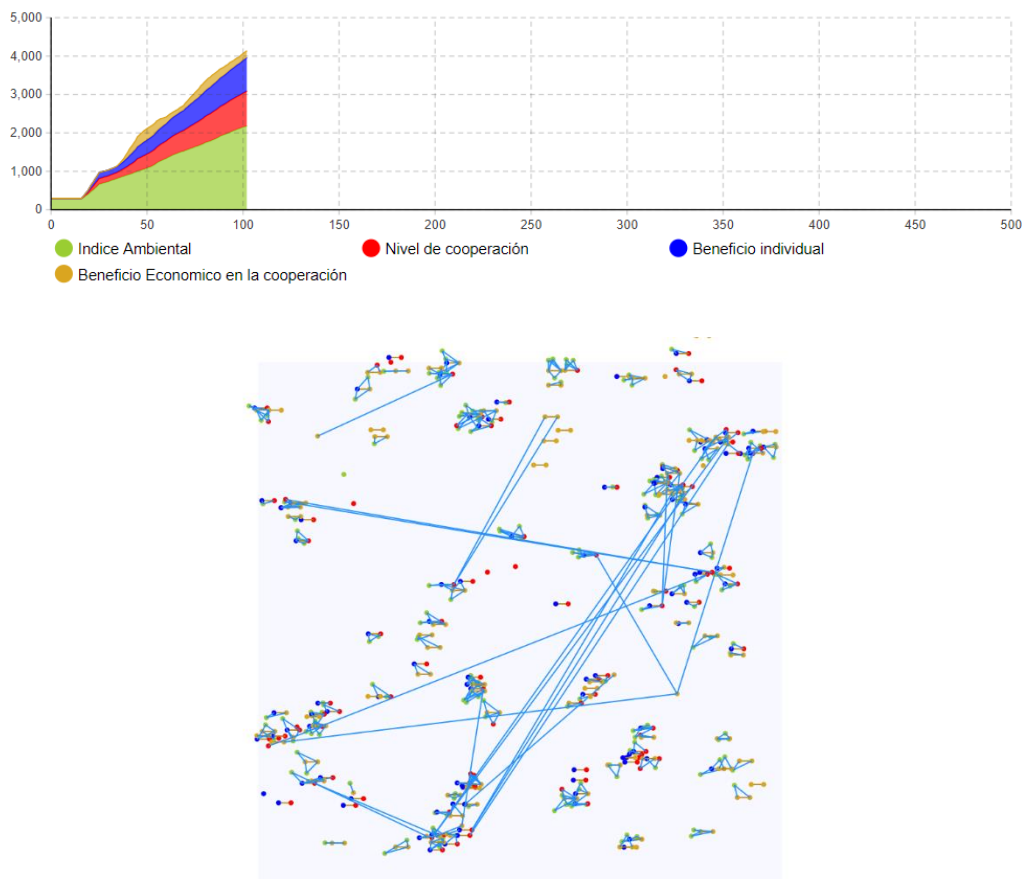 5,000
4,000
3,000
2,000
1,000
0
0 50 100 150 200 250 300 350 400 450 500
Indice Ambiental Nivel de cooperación Beneficio individual
Beneficio Economico en la cooperación